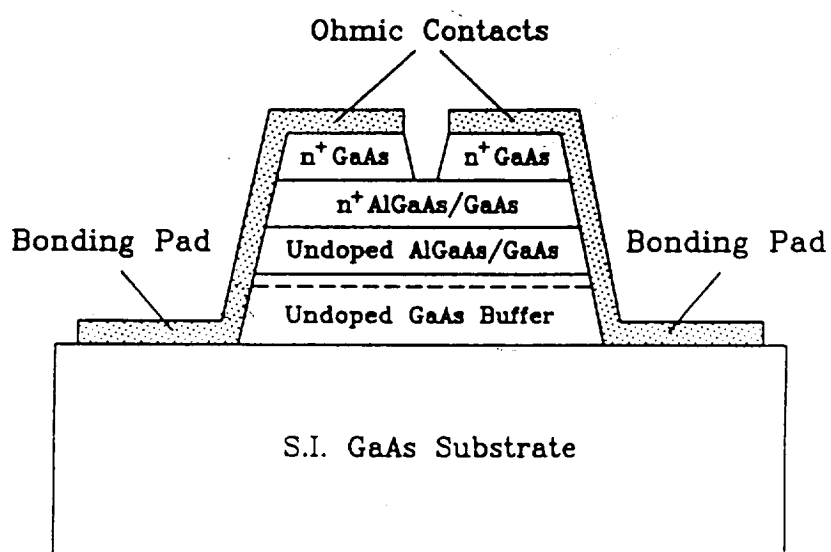 Ohmic Contacts
n⁺ GaAs
n⁺ GaAs
n⁺ AlGaAs/GaAs
Bonding Pad
Undoped AlGaAs/GaAs
Bonding Pad
Undoped GaAs Buffer
S.I. GaAs Substrate